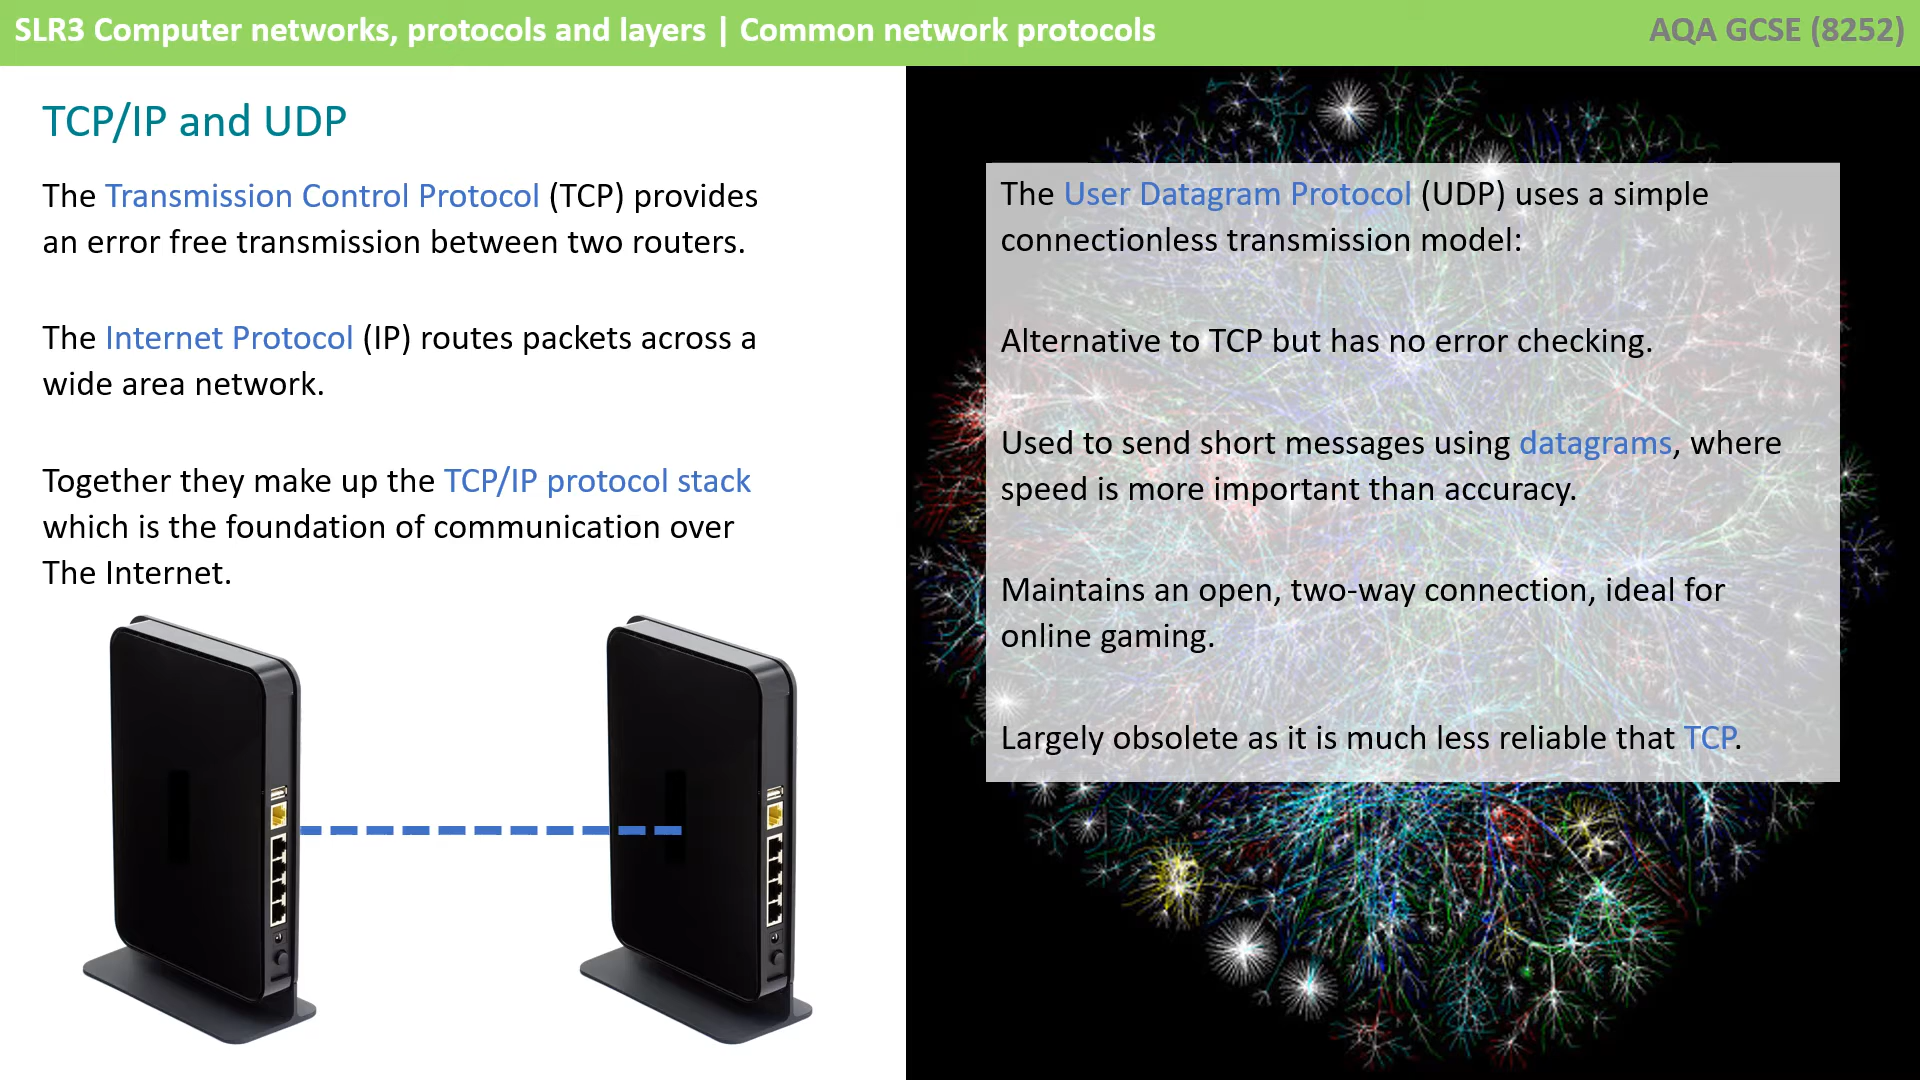 SLR3 Computer networks, protocols and layers | Common network protocols
AQA GCSE (8252)
TCP/IP and UDP
The Transmission Control Protocol (TCP) provides
an error free transmission between two routers.
The Internet Protocol (IP) routes packets across a
wide area network.
Together they make up the TCP/IP protocol stack
which is the foundation of communication over
The Internet.
The User Datagram Protocol (UDP) uses a simple
connectionless transmission model:
Alternative to TCP but has no error checking.
Used to send short messages using datagrams, where
speed is more important than accuracy.
Maintains an open, two-way connection, ideal for
online gaming.
Largely obsolete as it is much less reliable that TCP.